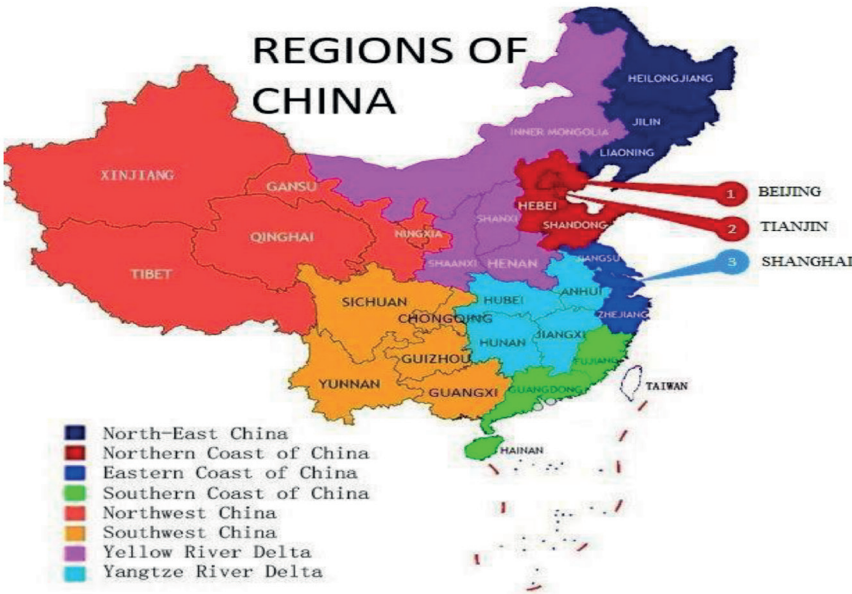 REGIONS OF
CHINA
HEILONGJIANG
JILIN
INNER MONGOLIA
LIAONING
XINJIANG
GANSU
1 BEIJING
HEBEI
SHANXI
2 TIANJIN
SHANDONG
QINGHAI
NINGXIA
JIANGSU
3 SHANGHAI
TIBET
SHAANXI
HENAN
SICHUAN
HUBEI
ANHUI
CHONGQING
ZHEJIANG
HUNAN
JIANGXI
GUIZHOU
FUJIANG
YUNNAN
GUANGXI
GUANGDONG
TAIWAN
HAINAN
North-East China
Northern Coast of China
Eastern Coast of China
Southern Coast of China
Northwest China
Southwest China
Yellow River Delta
Yangtze River Delta